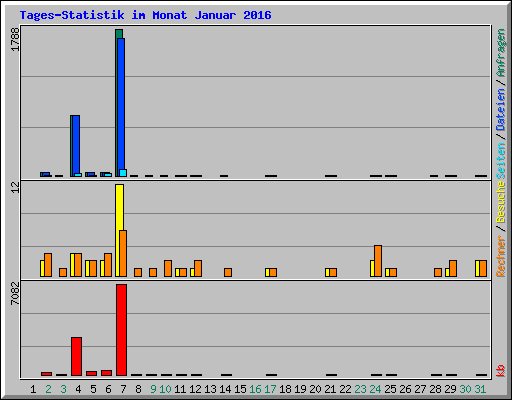 Tages-Statistik im Monat Januar 2016
1788
12
7082
Anfragen / Dateien / Seiten
Rechner / Besuche
kb
1 2 3 4 5 6 7 8 9 10 11 12 13 14 15 16 17 18 19 20 21 22 23 24 25 26 27 28 29 30 31